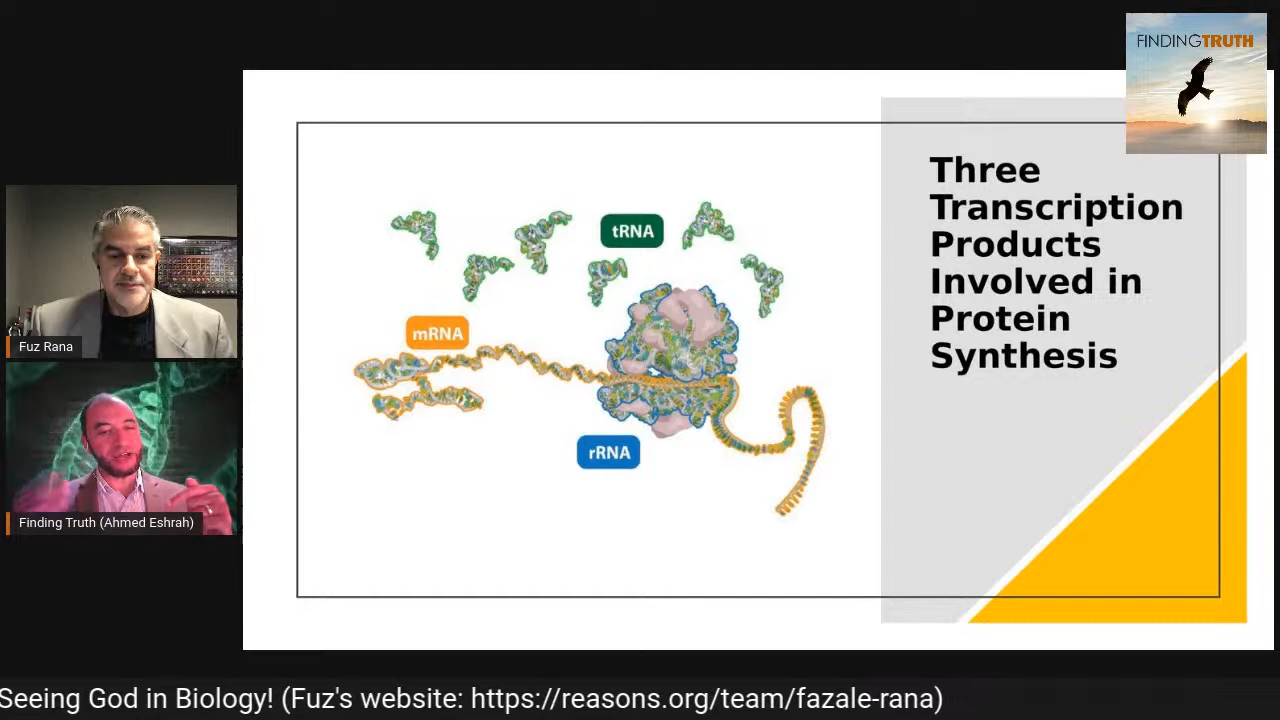 FINDINGTRUTH
Three
Transcription
Products
Involved in
Protein
Synthesis
tRNA
mRNA
rRNA
Fuz Rana
Finding Truth (Ahmed Eshrah)
Seeing God in Biology! (Fuz's website: https://reasons.org/team/fazale-rana)